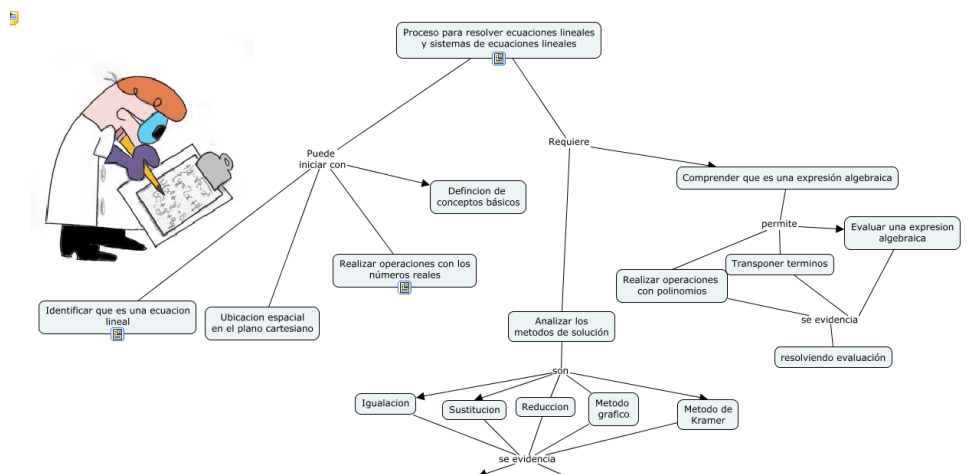 Proceso para resolver ecuaciones lineales
y sistemas de ecuaciones lineales
Puede
iniciar con
Requiere
Defincion de
conceptos básicos
Comprender que es una expresión algebraica
permite
Evaluar una expresion
algebraica
Transponer terminos
Realizar operaciones
con polinomios
Realizar operaciones con los
números reales
Identificar que es una ecuacion
lineal
Ubicacion espacial
en el plano cartesiano
Analizar los
metodos de solución
se evidencia
resolviendo evaluación
son
Igualacion
Sustitucion
Reduccion
Metodo
grafico
Metodo de
Kramer
se evidencia